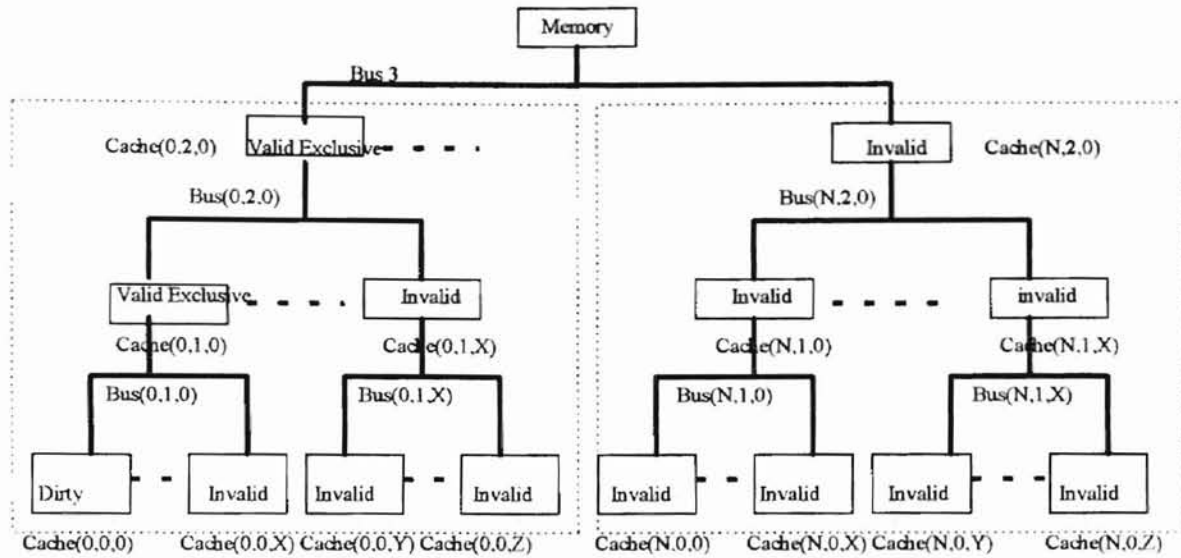 Memory
Bus 3
Cache(0.2,0)
Valid Exclusive
Invalid
Cache(N,2,0)
Bus(0,2,0)
Bus(N,2,0)
Valid Exclusive
Invalid
Invalid
invalid
Cache(0,1,0)
Cache(0,1,X)
Cache(N,1,0)
Cache(N.1,X)
Bus(0,1,0)
Bus(0,1,X)
Bus(N,1,0)
Bus(N,1,X)
Dirty
Invalid
Invalid
Invalid
Invalid
Invalid
Invalid
Invalid
Cache(0,0,0)
Cache(0.0,X)
Cache(0,0,Y)
Cache(0,0,Z)
Cache(N.0,0)
Cache(N,0,X)
Cache(N,0,Y)
Cache(N,0,Z)